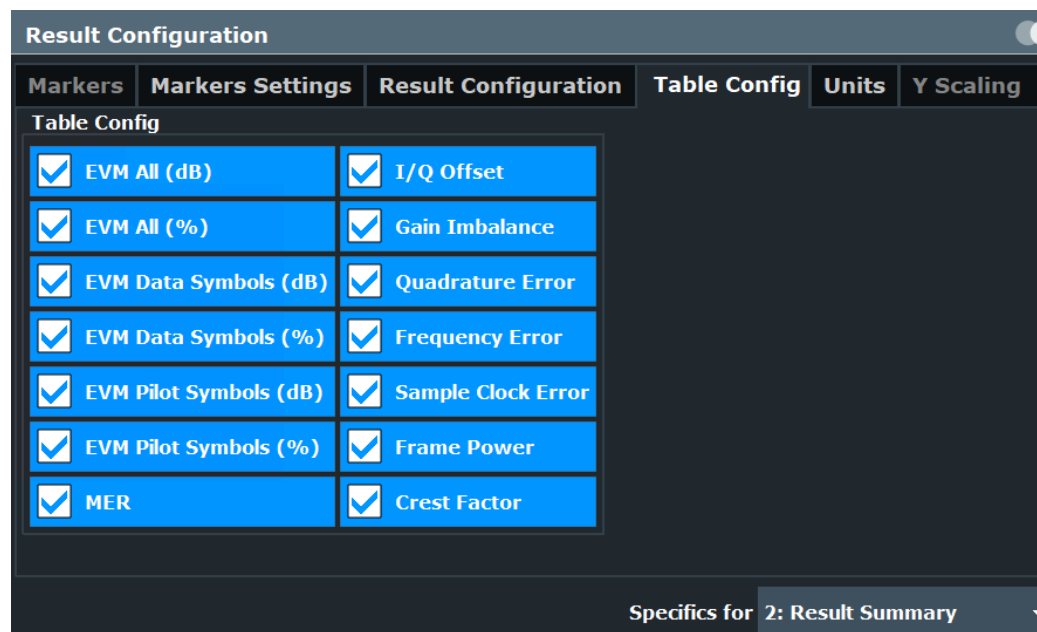 Result Configuration
Markers Markers Settings Result Configuration Table Config Units Y Scaling
Table Config
EVM All (dB) I/Q Offset
EVM All (%) Gain Imbalance
EVM Data Symbols (dB) Quadrature Error
EVM Data Symbols (%) Frequency Error
EVM Pilot Symbols (dB) Sample Clock Error
EVM Pilot Symbols (%) Frame Power
MER Crest Factor
Specifics for 2: Result Summary